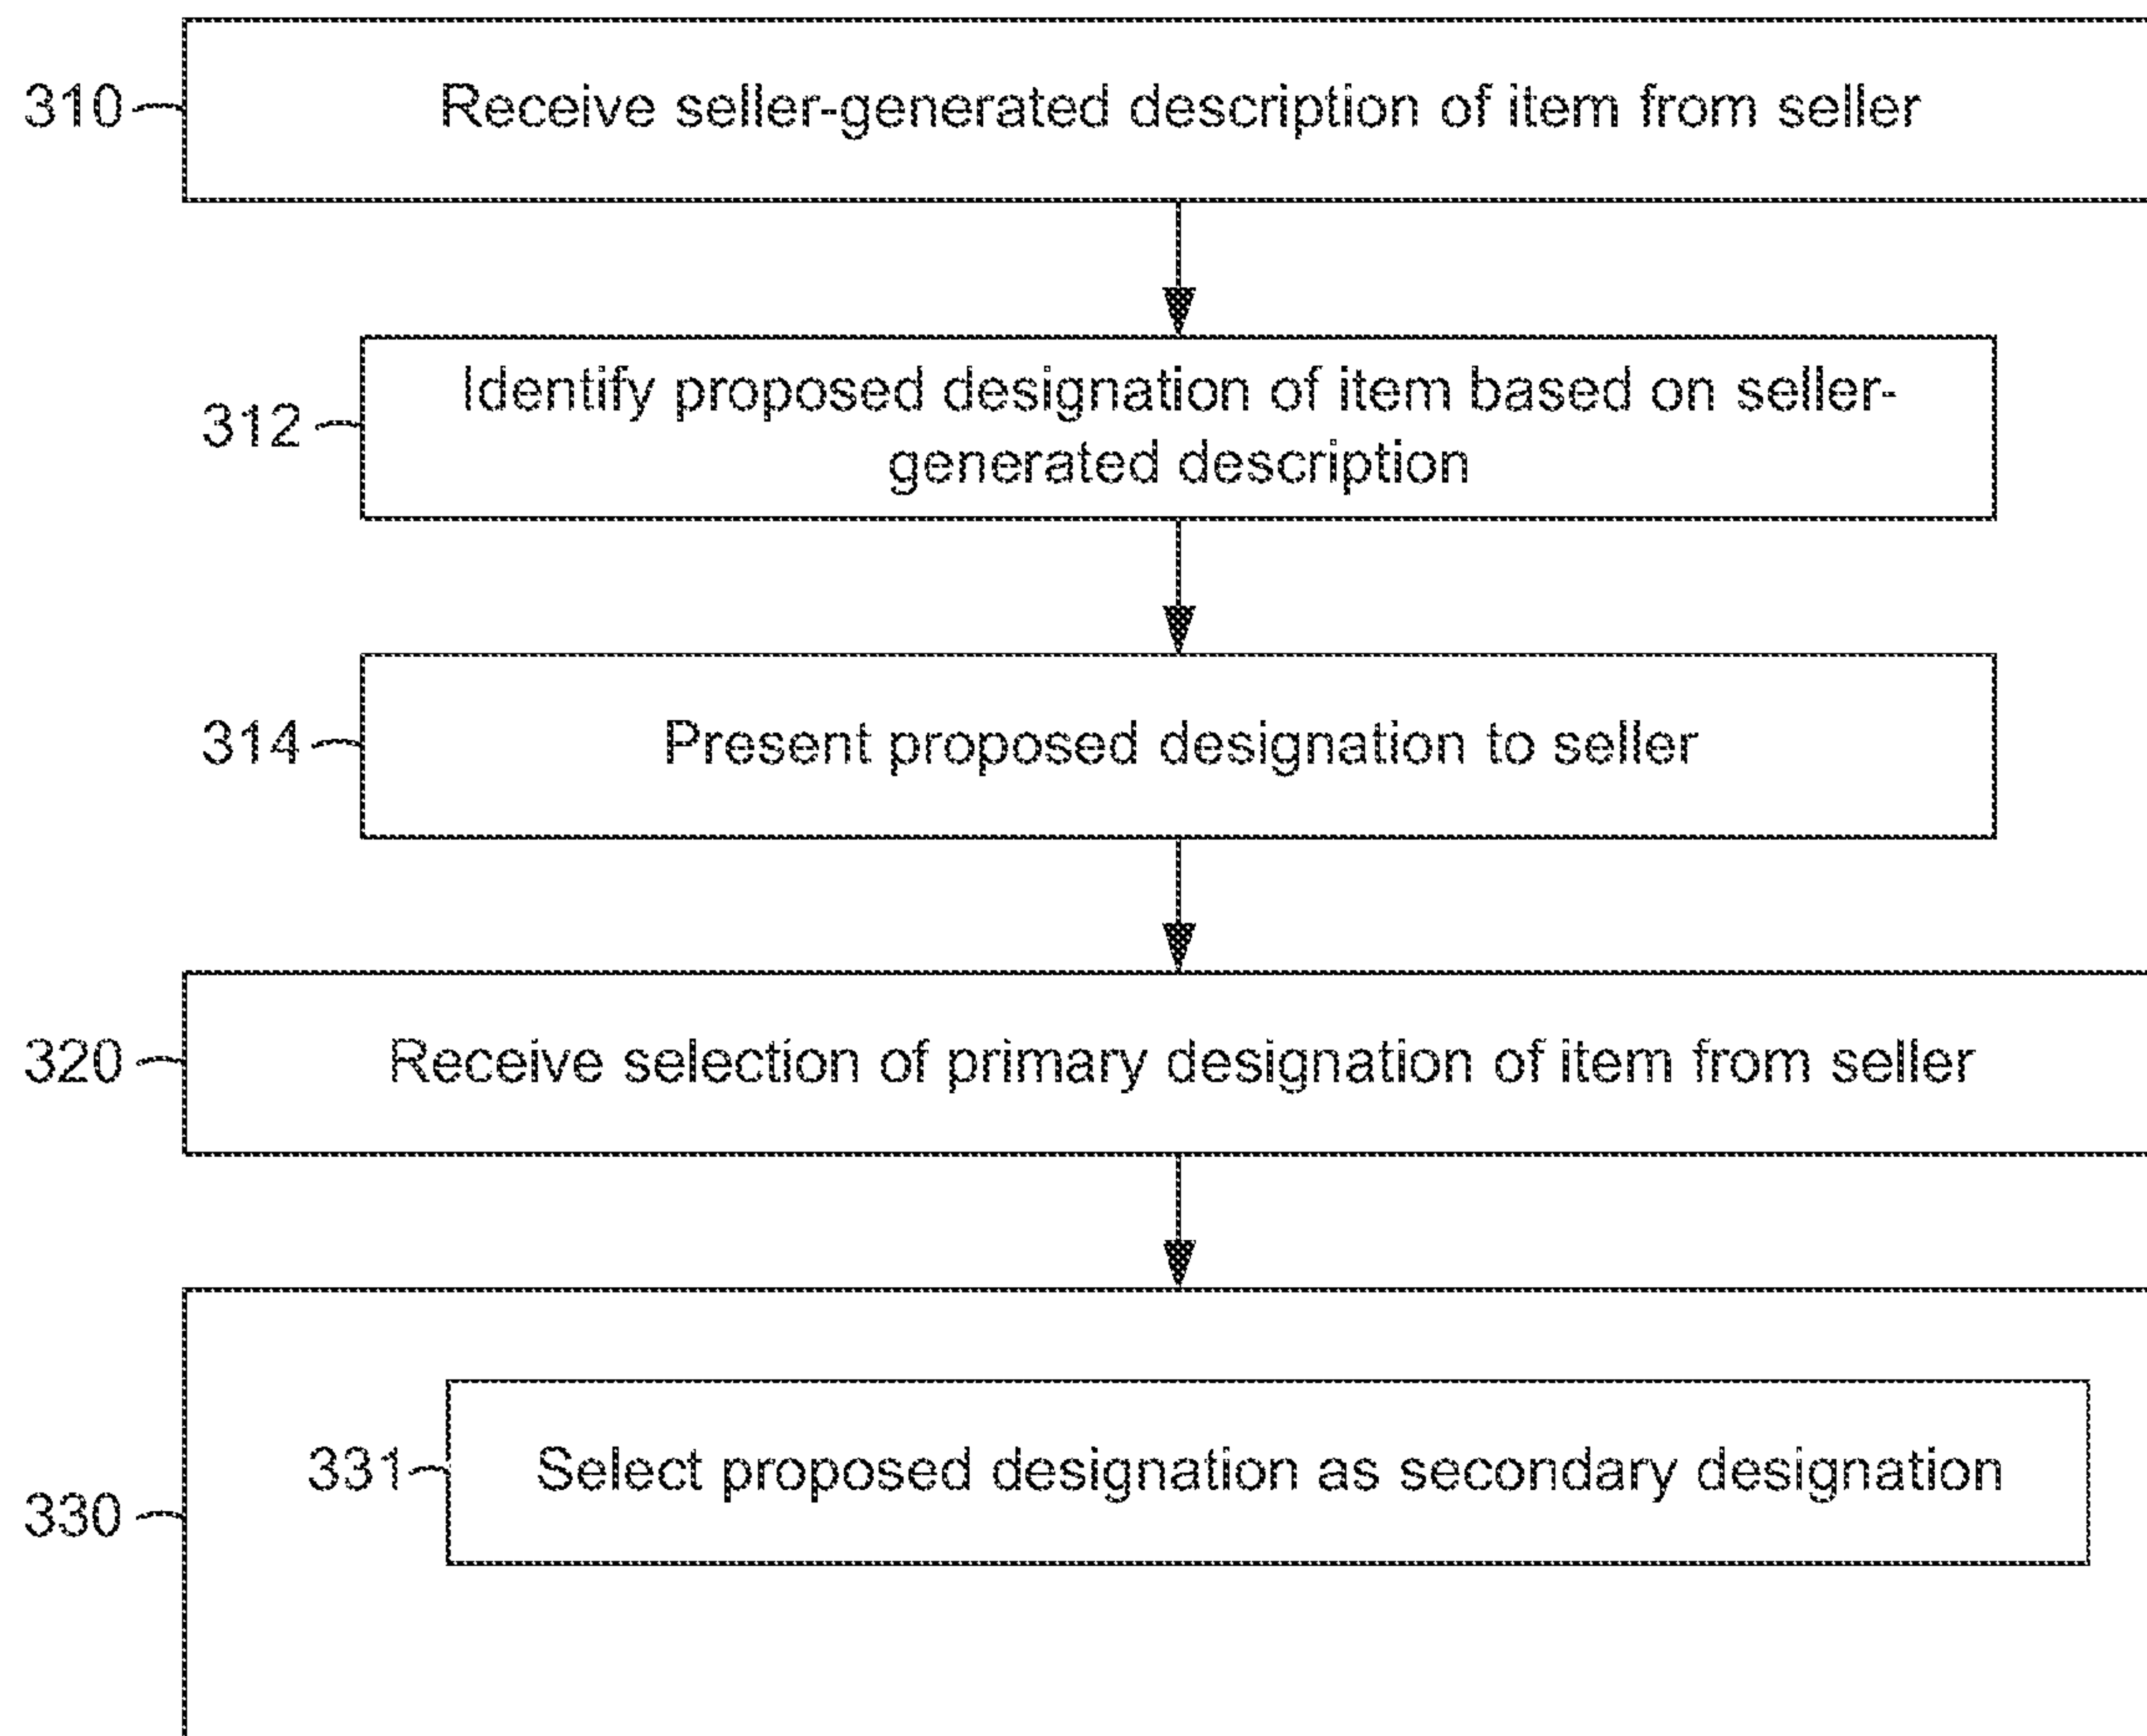 310
Receive seller-generated description of item from seller
312
Identify proposed designation of item based on seller-
generated description
314
Present proposed designation to seller
320
Receive selection of primary designation of item from seller
330
331
Select proposed designation as secondary designation